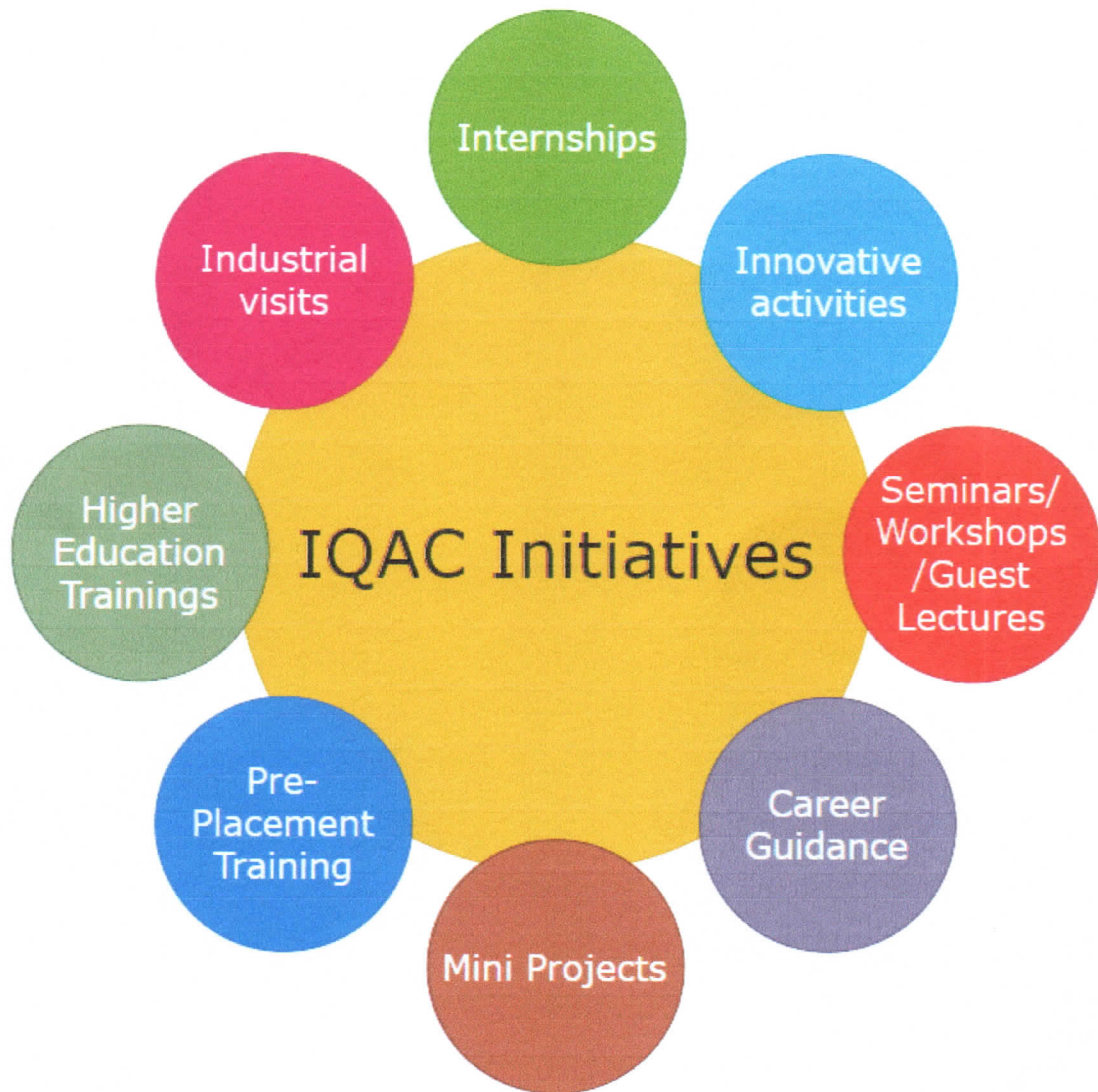 Internships
Industrial
visits
Innovative
activities
Higher
Education
Trainings
IQAC Initiatives
Seminars/
Workshops
/Guest
Lectures
Pre-
Placement
Training
Career
Guidance
Mini Projects